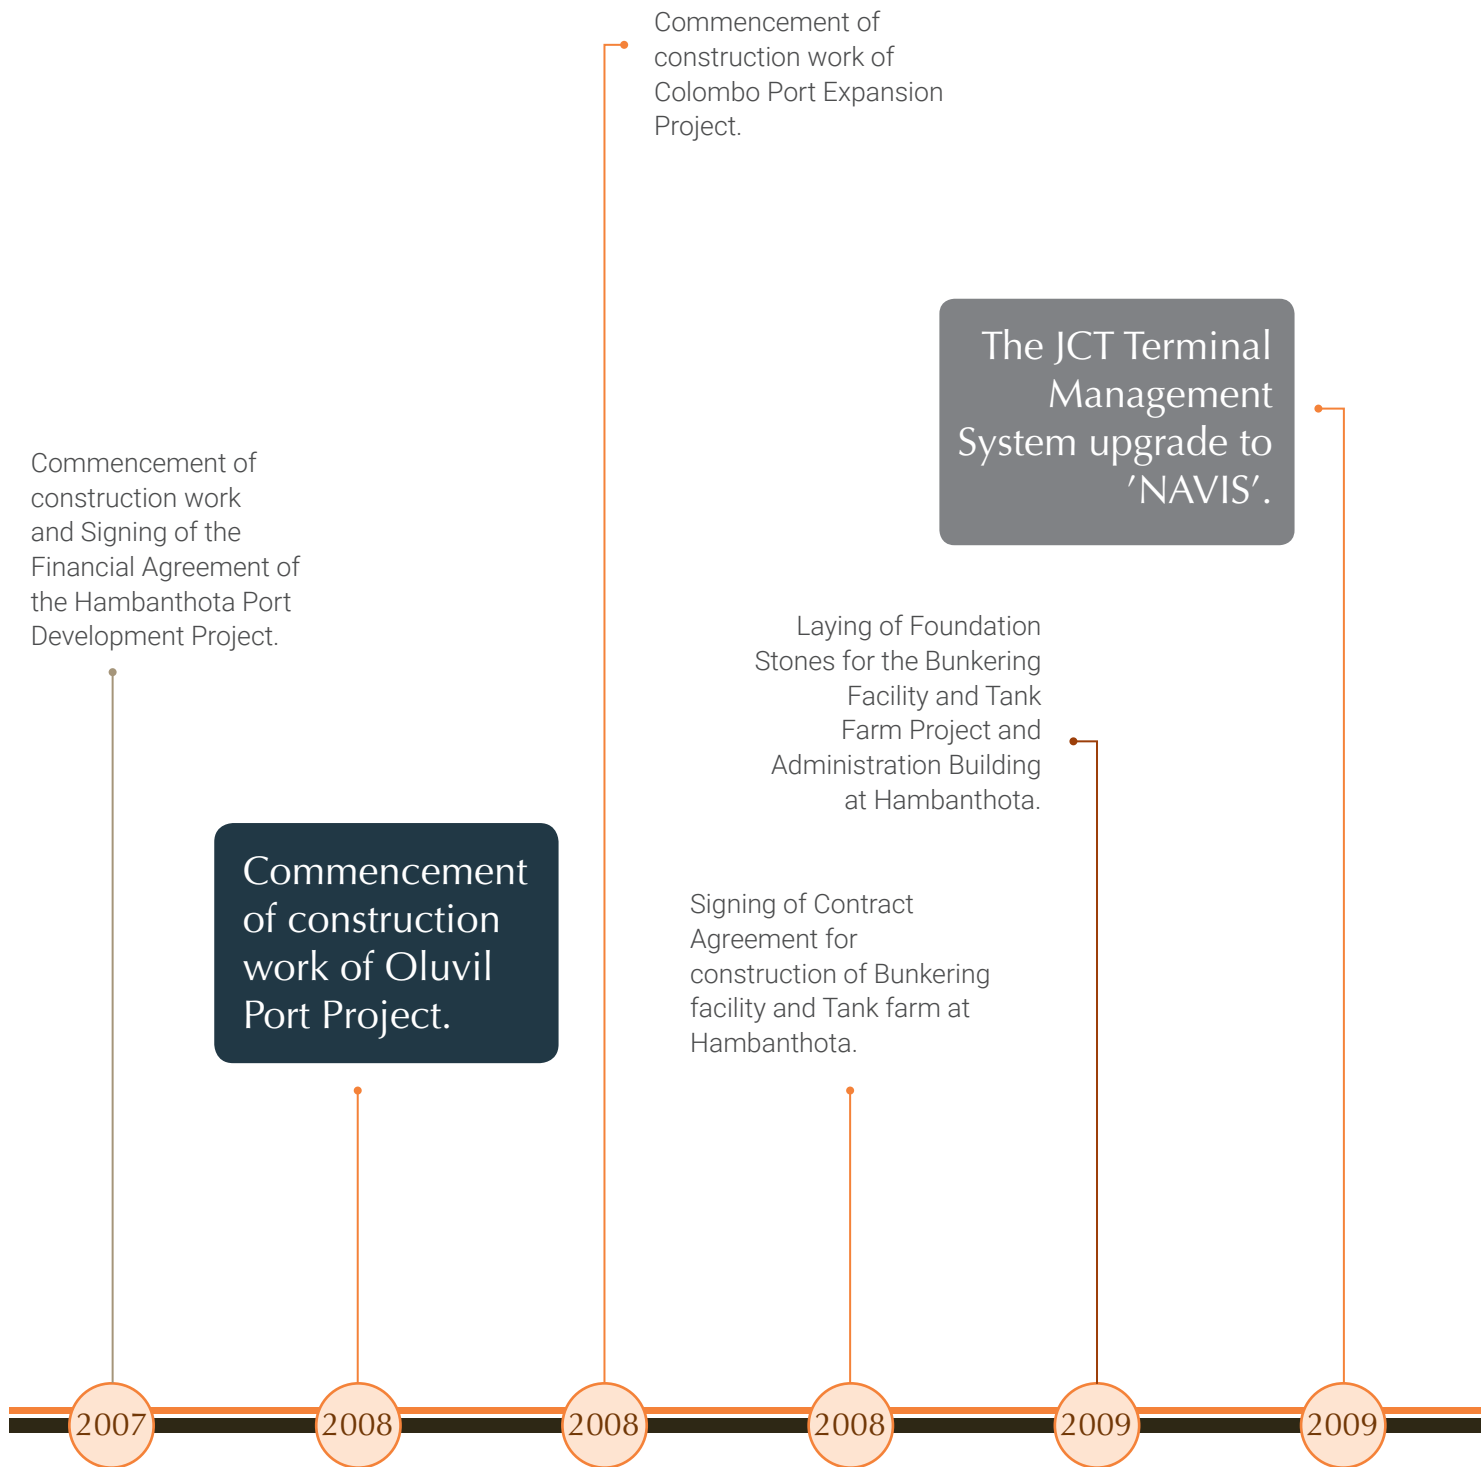 Commencement of
construction work of
Colombo Port Expansion
Project.
The JCT Terminal
Management
System upgrade to
'NAVIS'.
Commencement of
construction work
and Signing of the
Financial Agreement of
the Hambanthota Port
Development Project.
Laying of Foundation
Stones for the Bunkering
Facility and Tank
Farm Project and
Administration Building
at Hambanthota.
Commencement
of construction
work of Oluvil
Port Project.
Signing of Contract
Agreement for
construction of Bunkering
facility and Tank farm at
Hambanthota.
2007 2008 2008 2008 2009 2009